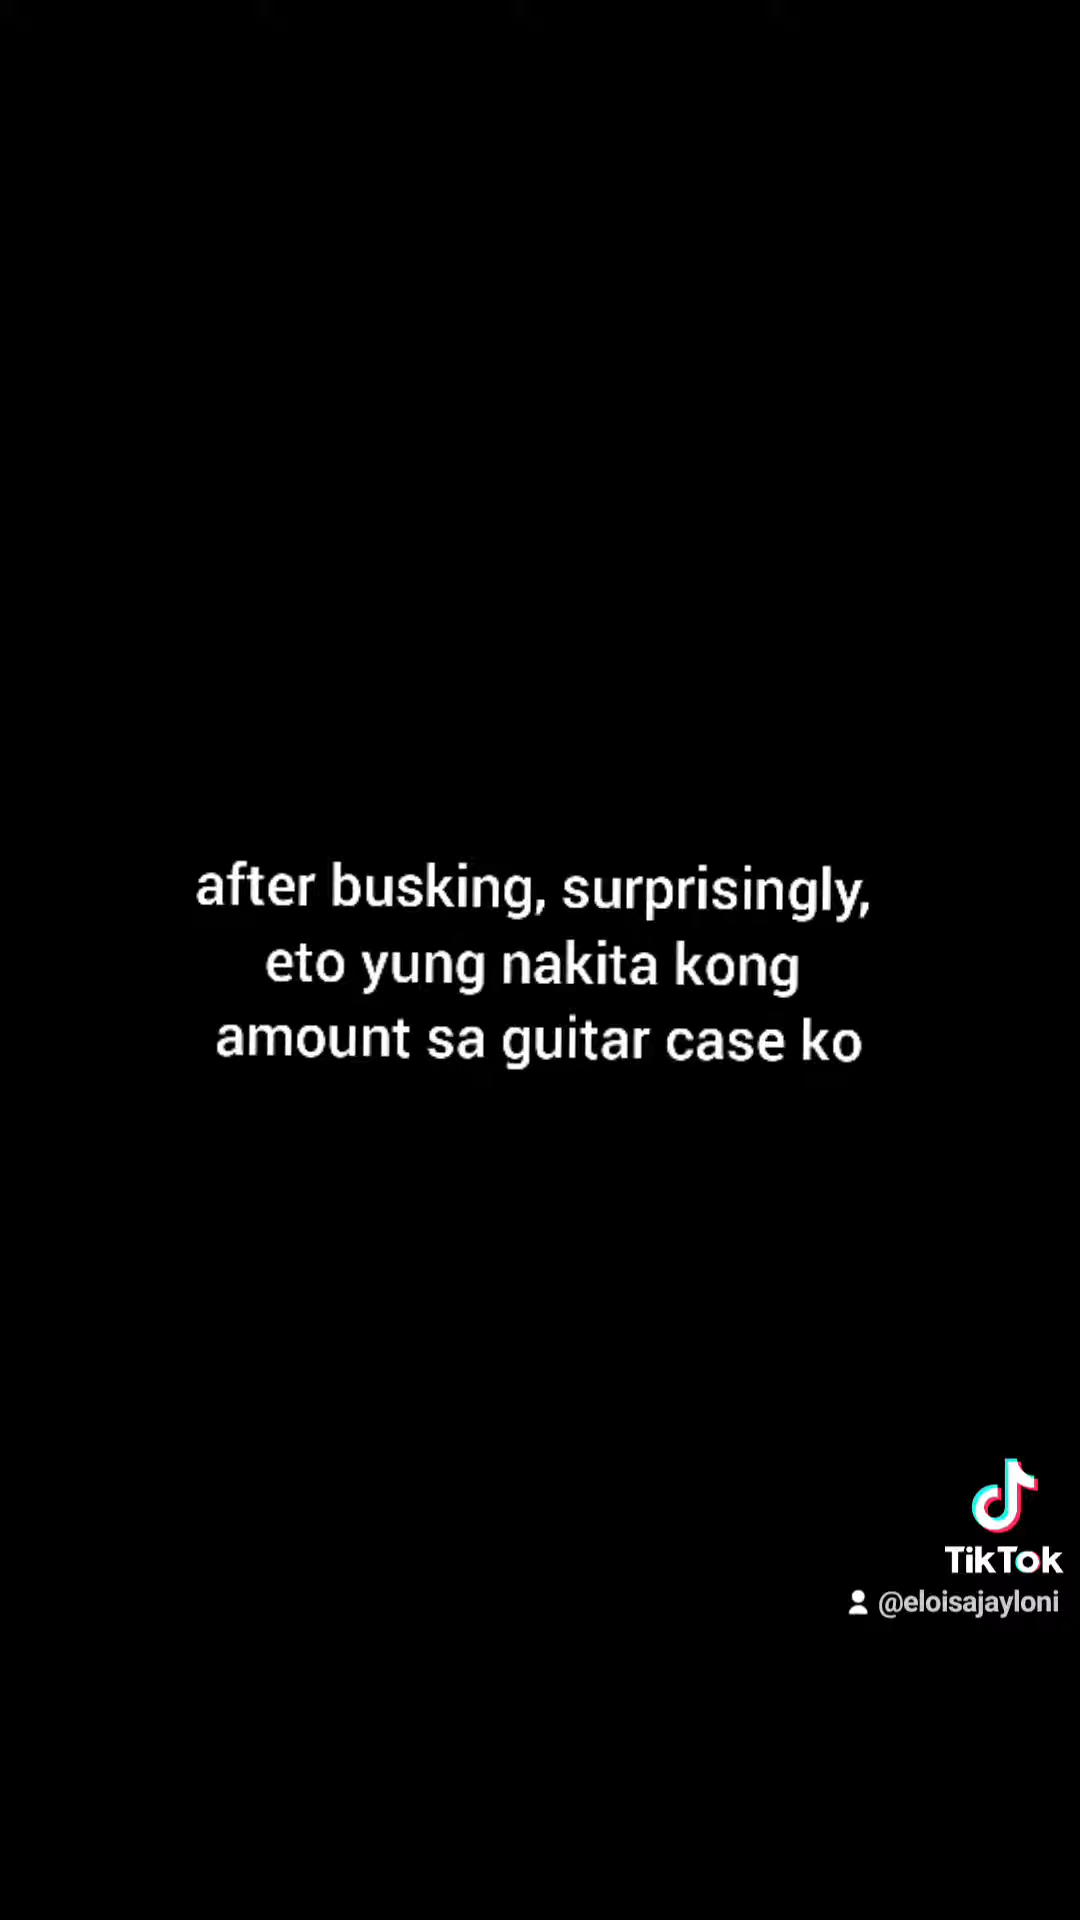 after busking, surprisingly,
eto yung nakita kong
amount sa guitar case ko
TikTok
@eloisajayloni